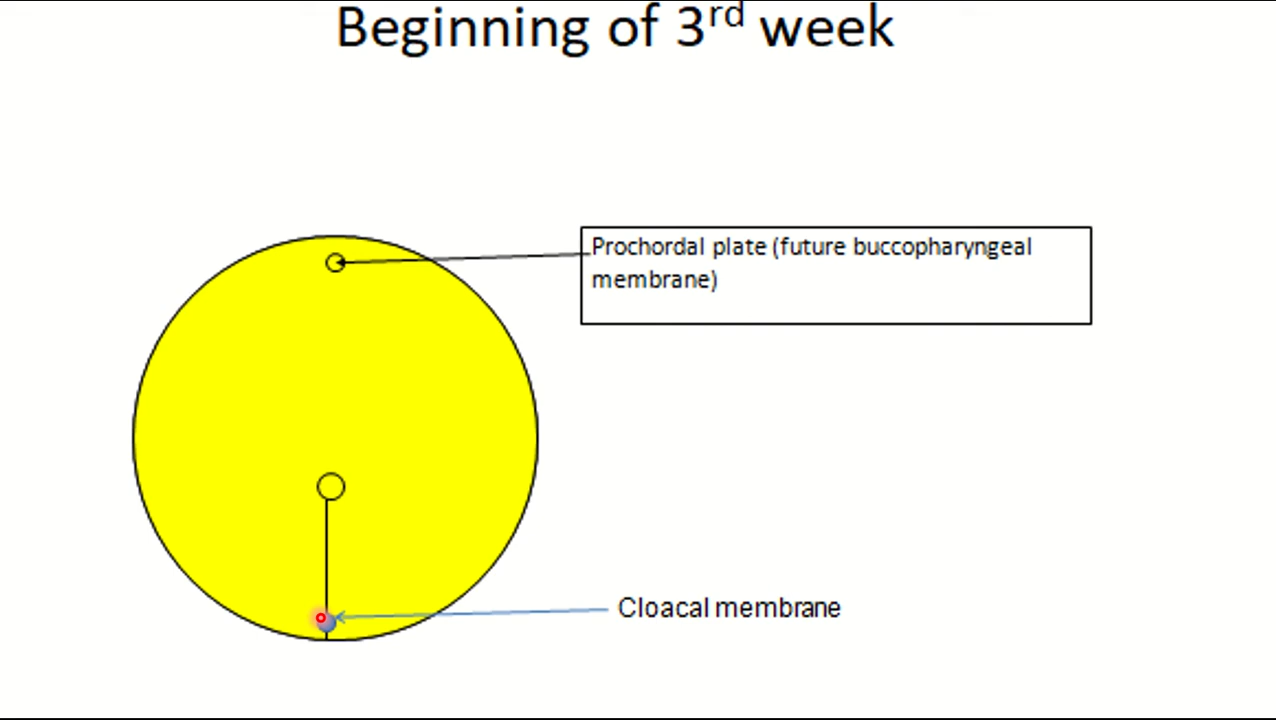 Beginning of 3rd week
Prochordal plate (future buccopharyngeal
membrane)
Cloacal membrane